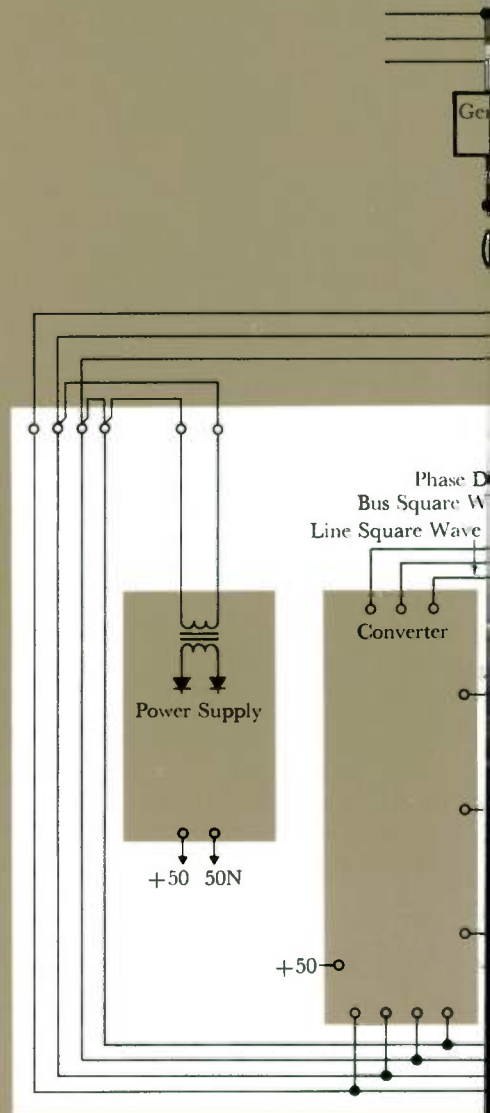 Ge
Phase D
Bus Square W
Line Square Wave
Converter
Power Supply
+50 50N
+50